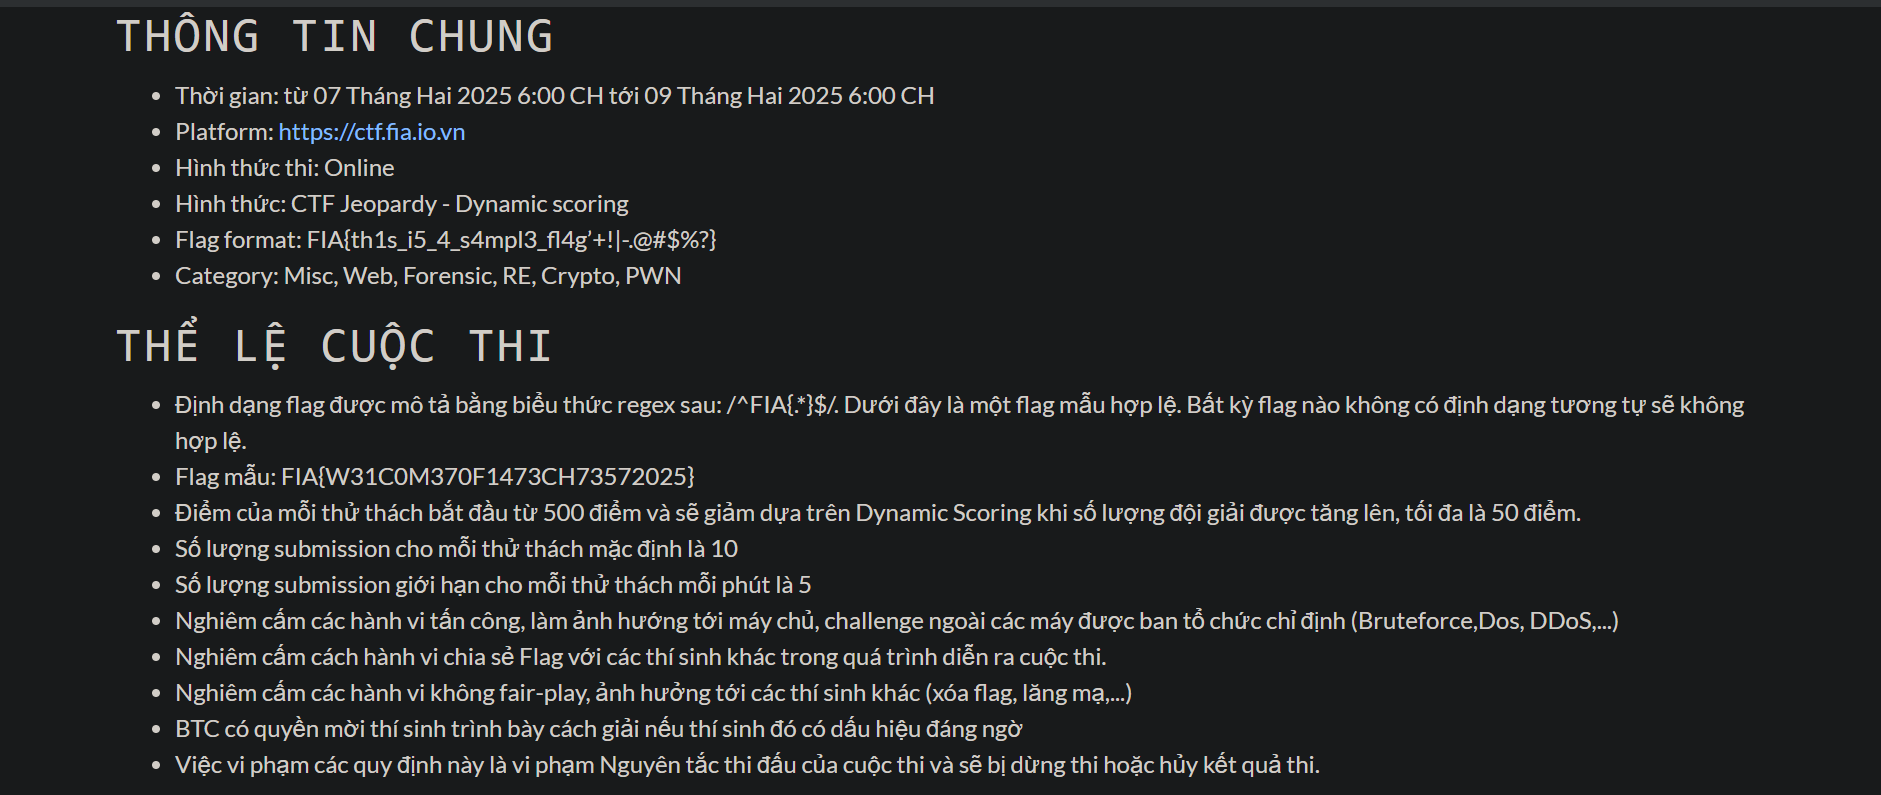 THÔNG TIN CHUNG
• Thời gian: từ 07 Tháng Hai 2025 6:00 CH tới 09 Tháng Hai 2025 6:00 CH
• Platform: https://ctf.fia.io.vn
• Hình thức thi: Online
• Hình thức: CTF Jeopardy - Dynamic scoring
• Flag format: FIA{th1s_i5_4_s4mpl3_fl4g’+!|-.@#$%?}
• Category: Misc, Web, Forensic, RE, Crypto, PWN
THỂ LỆ CUỘC THI
• Định dạng flag được mô tả bằng biểu thức regex sau: /^FIA{.*}$/. Dưới đây là một flag mẫu hợp lệ. Bất kỳ flag nào không có định dạng tương tự sẽ không
hợp lệ.
• Flag mẫu: FIA{W31C0M370F1473CH73572025}
• Điểm của mỗi thử thách bắt đầu từ 500 điểm và sẽ giảm dựa trên Dynamic Scoring khi số lượng đội giải được tăng lên, tối đa là 50 điểm.
• Số lượng submission cho mỗi thử thách mặc định là 10
• Số lượng submission giới hạn cho mỗi thử thách mỗi phút là 5
• Nghiêm cấm các hành vi tấn công, làm ảnh hướng tới máy chủ, challenge ngoài các máy được ban tổ chức chỉ định (Bruteforce,Dos, DDoS,...)
• Nghiêm cấm cách hành vi chia sẻ Flag với các thí sinh khác trong quá trình diễn ra cuộc thi.
• Nghiêm cấm các hành vi không fair-play, ảnh hưởng tới các thí sinh khác (xóa flag, lăng mạ,...)
• BTC có quyền mời thí sinh trình bày cách giải nếu thí sinh đó có dấu hiệu đáng ngờ
• Việc vi phạm các quy định này là vi phạm Nguyên tắc thi đấu của cuộc thi và sẽ bị dừng thi hoặc hủy kết quả thi.